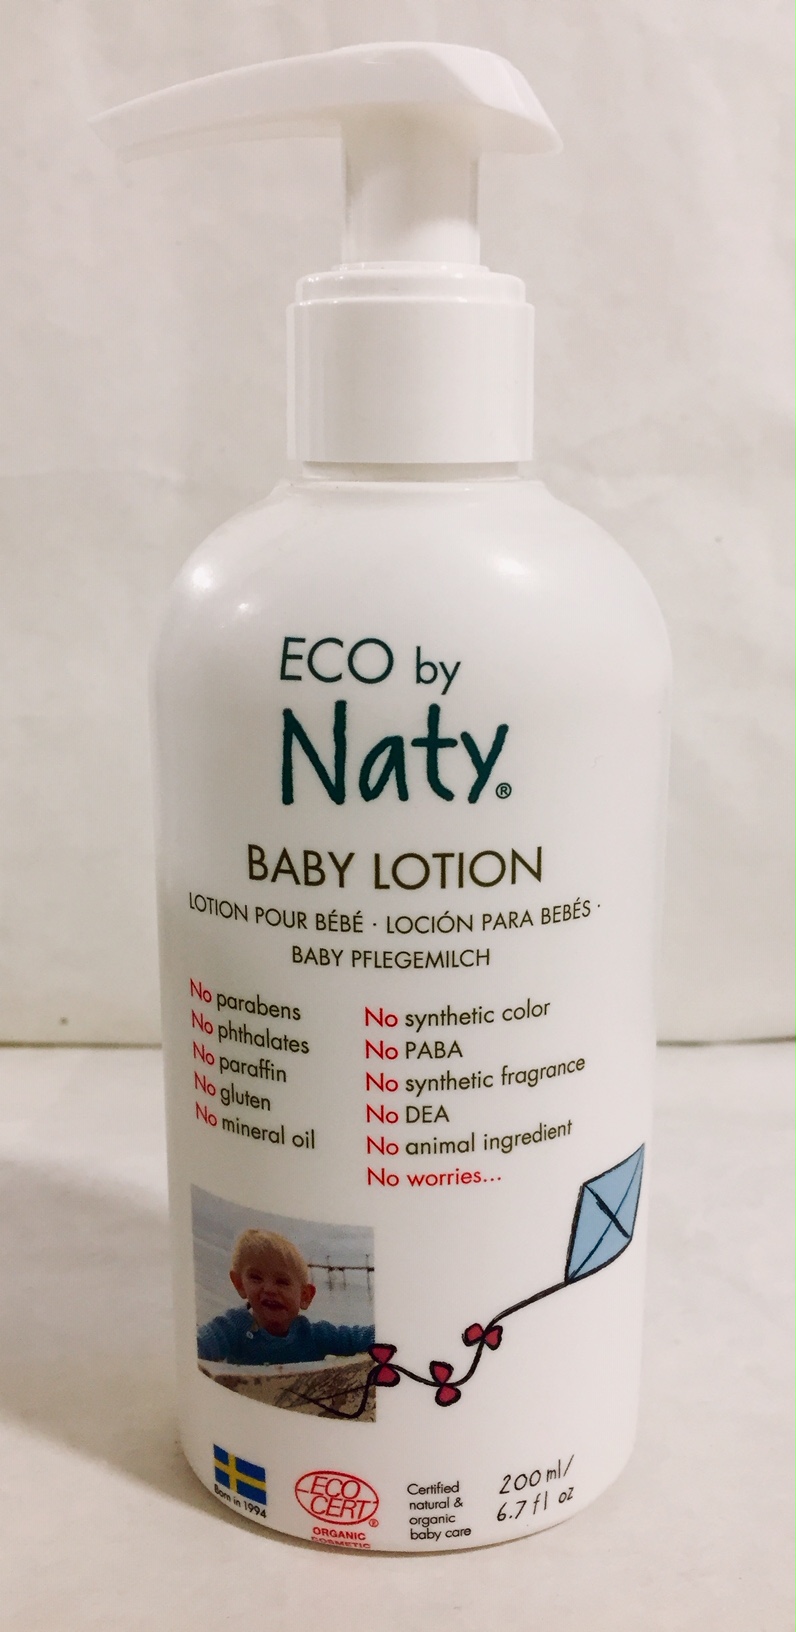 ECO by
Naty®
BABY LOTION
LOTION POUR BÉBÉ · LOCIÓN PARA BEBÉS ·
BABY PFLEGEMILCH
No parabens
No phthalates
No paraffin
No gluten
No mineral oil
No synthetic color
No PABA
No synthetic fragrance
No DEA
No animal ingredient
No worries...
Born in 1994
ECO
CERT®
ORGANIC
COSMETIC
Certified
natural &
organic
baby care
200 ml/
6.7 fl oz